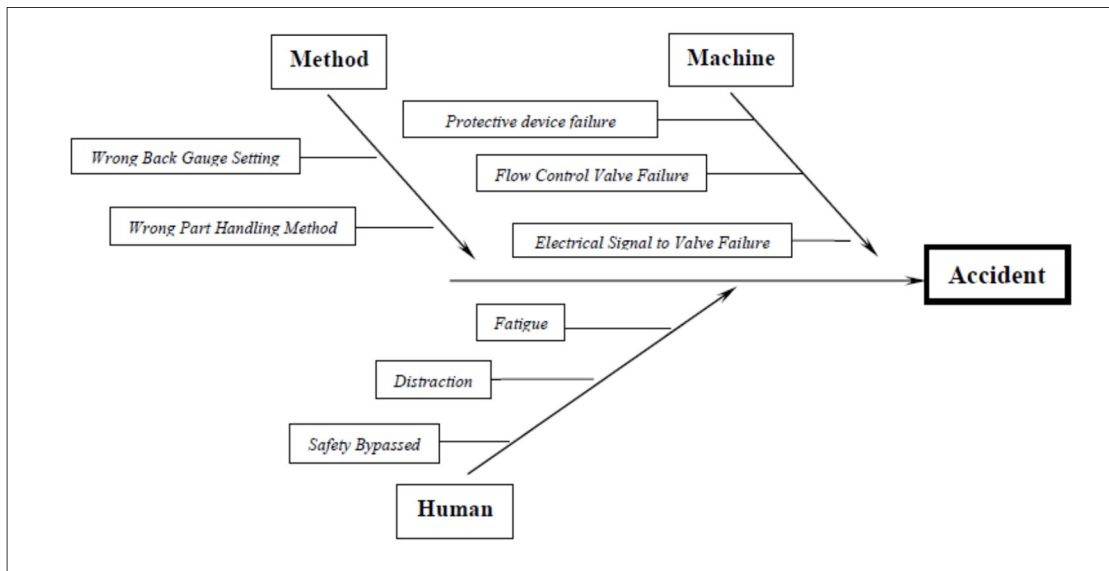 Method
Machine
Protective device failure
Wrong Back Gauge Setting
Flow Control Valve Failure
Wrong Part Handling Method
Electrical Signal to Valve Failure
Accident
Fatigue
Distraction
Safety Bypassed
Human